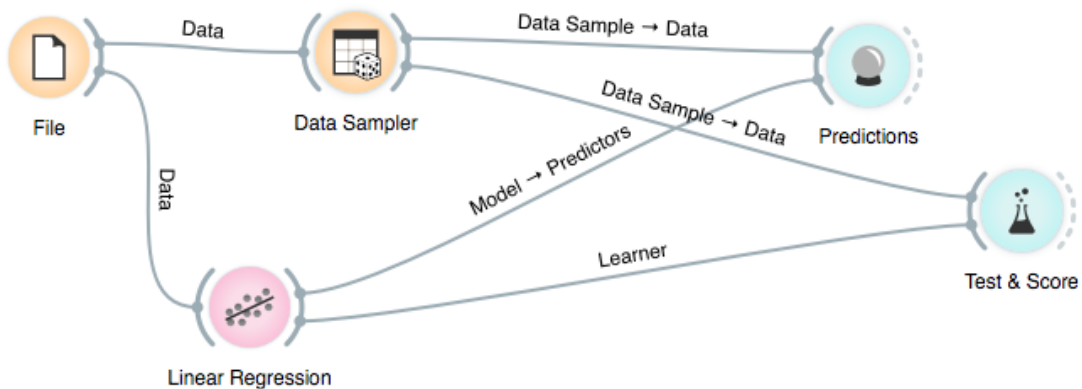 Data
Data Sample → Data
File
Data Sampler
Data Sample → Data
Predictions
Data
Model → Predictors
Learner
Test & Score
Linear Regression